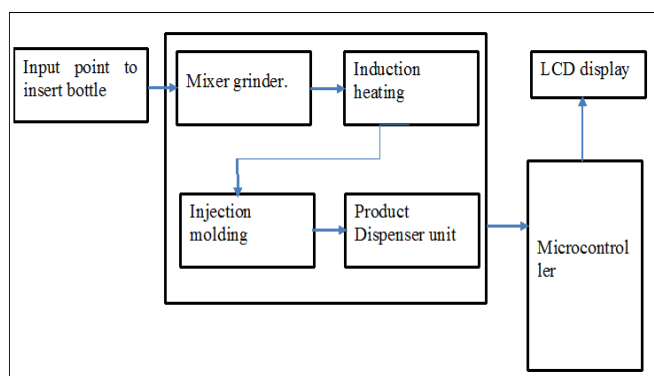 Input point to
insert bottle
Mixer grinder.
Induction
heating
LCD display
Injection
molding
Product
Dispenser unit
Microcontrol
ler